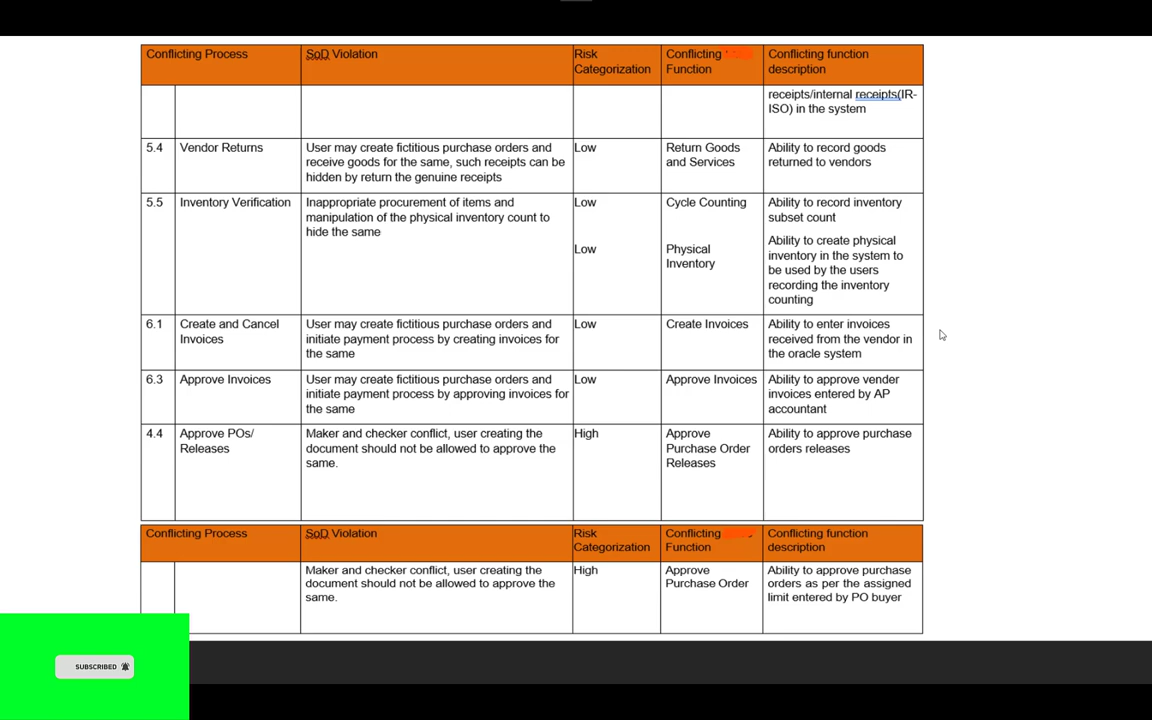 Conflicting Process SoD Violation Risk Categorization Conflicting Function Conflicting function description
receipts/internal receipts(IR-
ISO) in the system
5.4 Vendor Returns User may create fictitious purchase orders and Low Return Goods Ability to record goods
receive goods for the same, such receipts can be and Services returned to vendors
hidden by return the genuine receipts
5.5 Inventory Verification Inappropriate procurement of items and Low Cycle Counting Ability to record inventory
manipulation of the physical inventory count to subset count
hide the same
Low Physical Inventory Ability to create physical
inventory in the system to
be used by the users
recording the inventory
counting
6.1 Create and Cancel User may create fictitious purchase orders and Low Create Invoices Ability to enter invoices
Invoices initiate payment process by creating invoices for received from the vendor in
the same the oracle system
6.3 Approve Invoices User may create fictitious purchase orders and Low Approve Invoices Ability to approve vender
initiate payment process by approving invoices for invoices entered by AP
the same accountant
4.4 Approve POs/ Maker and checker conflict, user creating the High Approve Ability to approve purchase
Releases document should not be allowed to approve the Purchase Order orders releases
same. Releases
Conflicting Process SoD Violation Risk Categorization Conflicting Function Conflicting function description
Maker and checker conflict, user creating the High Approve Ability to approve purchase
document should not be allowed to approve the Purchase Order orders as per the assigned
same. limit entered by PO buyer
SUBSCRIBED